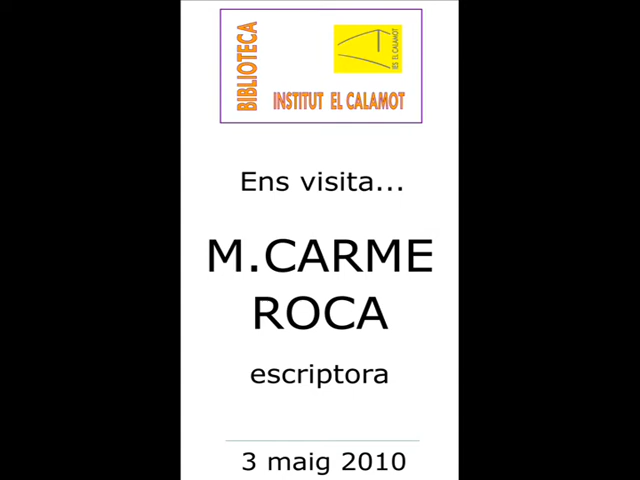 BIBLIOTECA
IES EL CALAMOT
INSTITUT EL CALAMOT
Ens visita...
M.CARME
ROCA
escriptora
3 maig 2010